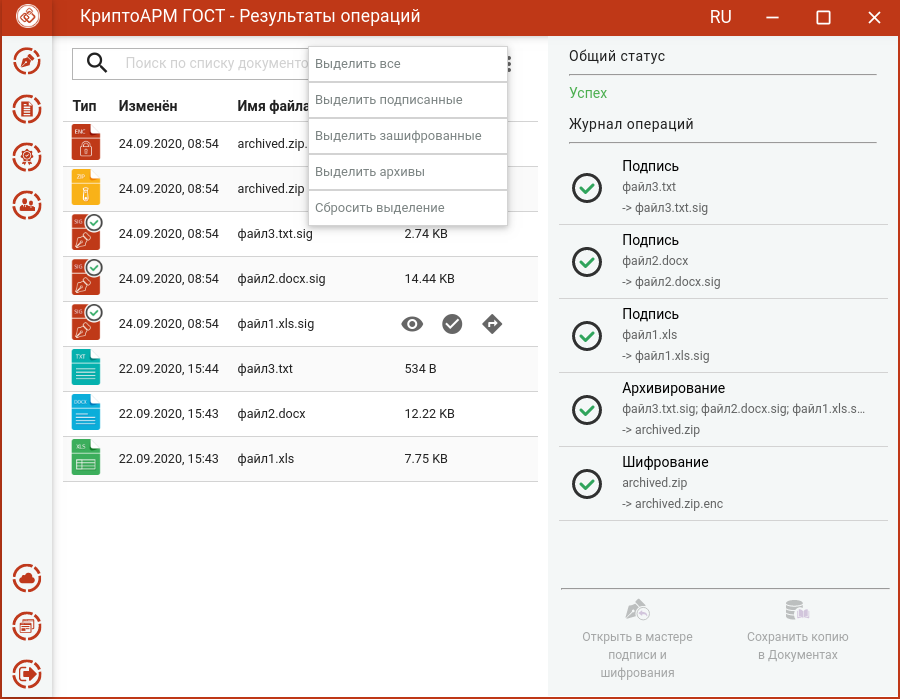 КриптоАРМ ГОСТ - Результаты операций
RU
Поиск по списку документо
Выделить все
Выделить подписанные
Выделить зашифрованные
Выделить архивы
Сбросить выделение
Тип Изменён Имя файла
ENC 24.09.2020, 08:54 archived.zip.
ZIP 24.09.2020, 08:54 archived.zip
SIG 24.09.2020, 08:54 файл3.txt.sig 2.74 KB
SIG 24.09.2020, 08:54 файл2.docx.sig 14.44 KB
SIG 24.09.2020, 08:54 файл1.xls.sig
TXT 22.09.2020, 15:44 файл3.txt 534 B
DOCX 22.09.2020, 15:43 файл2.docx 12.22 KB
XLS 22.09.2020, 15:43 файл1.xls 7.75 KB
Общий статус
Успех
Журнал операций
Подпись
файл3.txt
-> файл3.txt.sig
Подпись
файл2.docx
-> файл2.docx.sig
Подпись
файл1.xls
-> файл1.xls.sig
Архивирование
файл3.txt.sig; файл2.docx.sig; файл1.xls.s...
-> archived.zip
Шифрование
archived.zip
-> archived.zip.enc
Открыть в мастере
подписи и
шифрования
Сохранить копию
в Документах